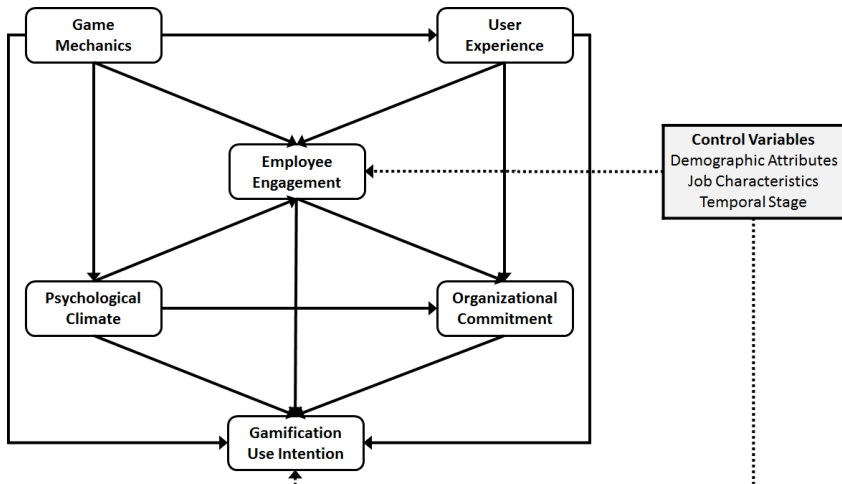 Game
Mechanics
User
Experience
Control Variables
Demographic Attributes
Job Characteristics
Temporal Stage
Employee
Engagement
Psychological
Climate
Organizational
Commitment
Gamification
Use Intention